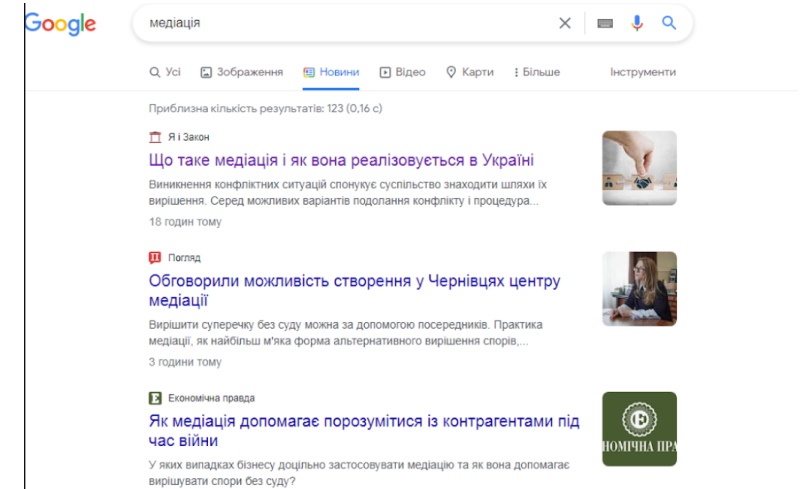 Google
медіація
Усі Зображення Новини Відео Карти Більше Інструменти
Приблизна кількість результатів: 123 (0,16 с)
Я і Закон
Що таке медіація і як вона реалізовується в Україні
Виникнення конфліктних ситуацій спонукує суспільство знаходити шляхи їх
вирішення. Серед можливих варіантів подолання конфлікту і процедура...
18 годин тому
Погляд
Обговорили можливість створення у Чернівцях центру
медіації
Вирішити суперечку без суду можна за допомогою посередників. Практика
медіації, як найбільш м'яка форма альтернативного вирішення спорів,...
3 години тому
Економічна правда
Як медіація допомагає порозумітися із контрагентами під
час війни
У яких випадках бізнесу доцільно застосовувати медіацію та як вона допомагає
вирішувати спори без суду?
НОМІЧНА ПРА